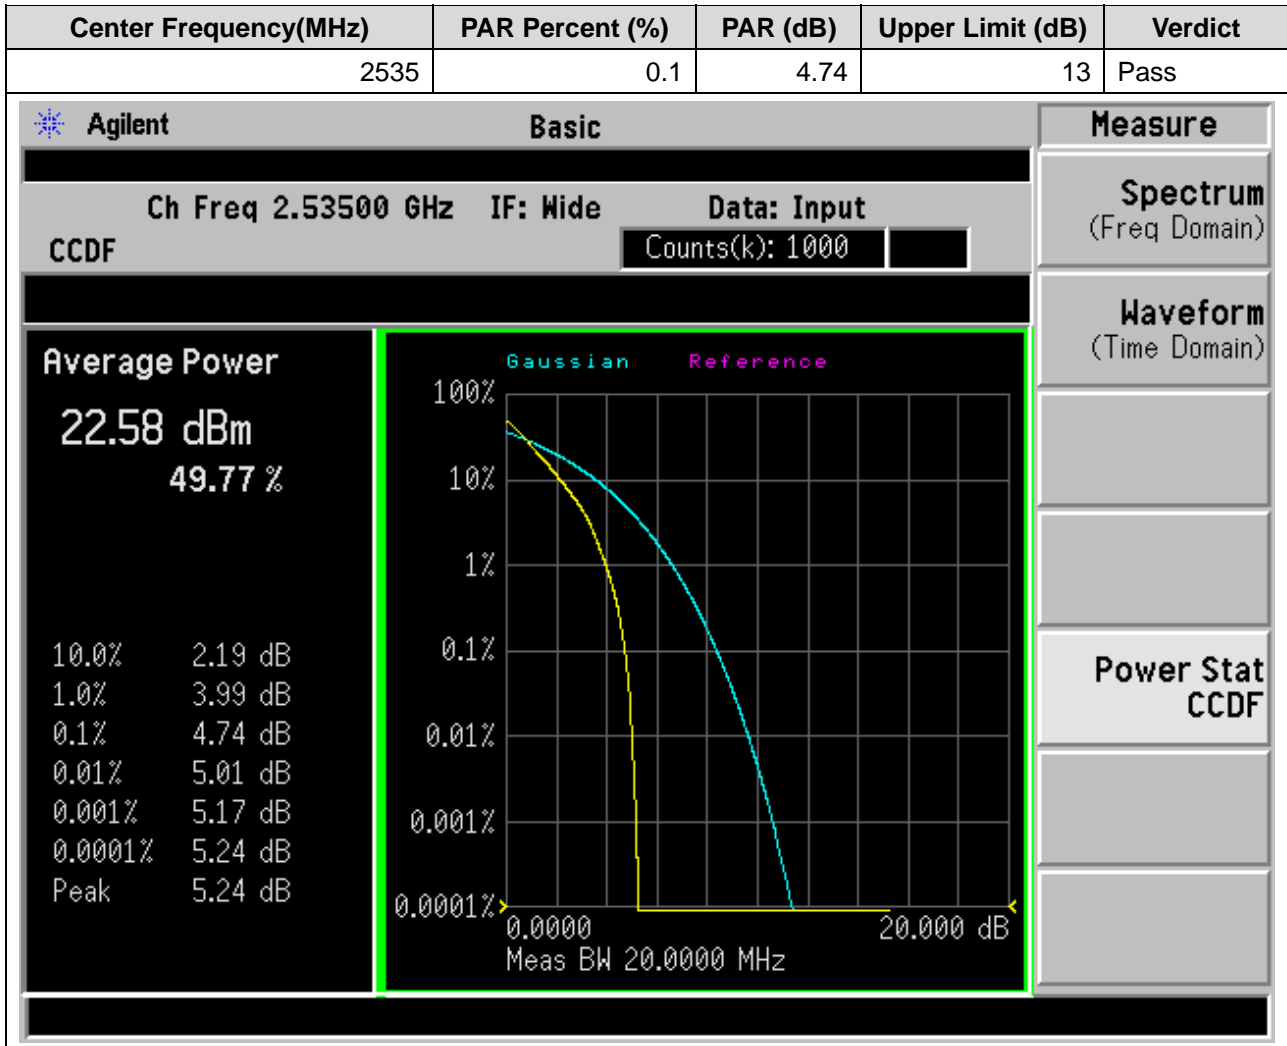 Center Frequency(MHz) PAR Percent (%) PAR (dB) Upper Limit (dB) Verdict
2535 0.1 4.74 13 Pass
Agilent Basic Measure
Ch Freq 2.53500 GHz IF: Wide Data: Input
CCDF Counts(k): 1000
Spectrum
(Freq Domain)
Waveform
(Time Domain)
Power Stat
CCDF
Average Power
22.58 dBm
49.77 %
10.0% 2.19 dB
1.0% 3.99 dB
0.1% 4.74 dB
0.01% 5.01 dB
0.001% 5.17 dB
0.0001% 5.24 dB
Peak 5.24 dB
Gaussian Reference
100%
10%
1%
0.1%
0.01%
0.001%
0.0001%
0.0000 20.000 dB
Meas BW 20.0000 MHz